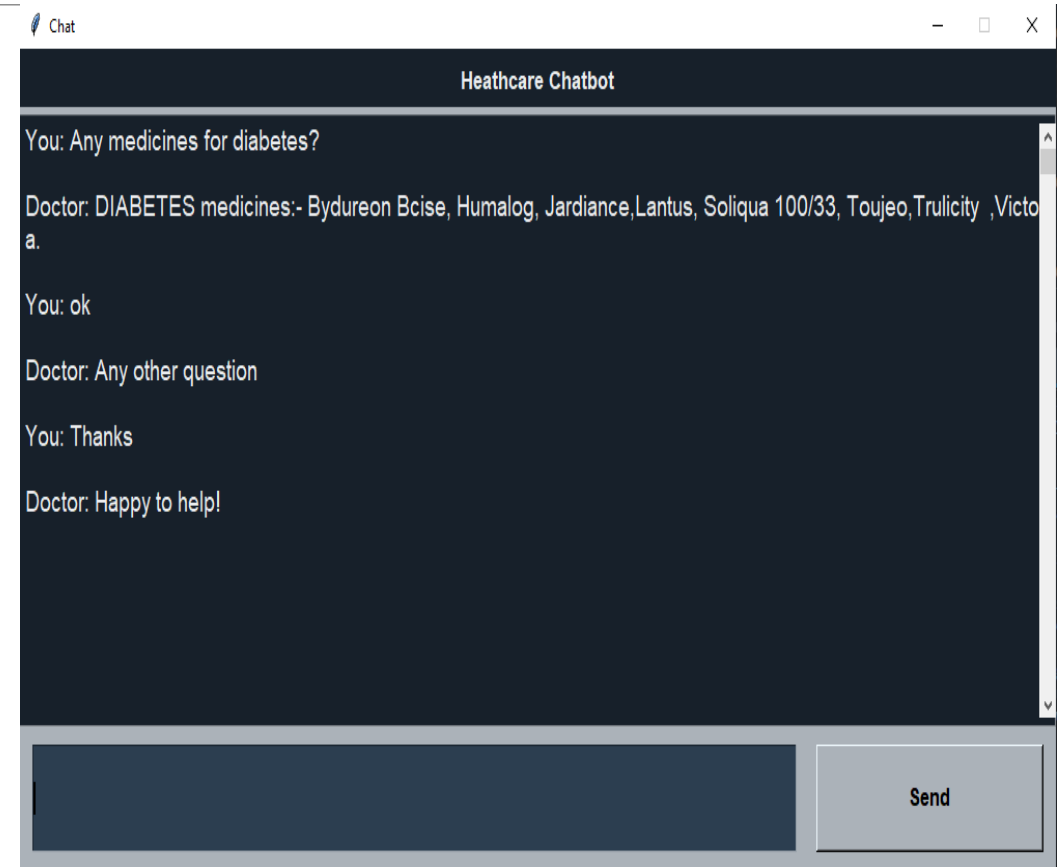 Chat
Heathcare Chatbot
You: Any medicines for diabetes?
Doctor: DIABETES medicines:- Bydureon Bcise, Humalog, Jardiance,Lantus, Soliqua 100/33, Toujeo,Trulicity ,Victo
a.
You: ok
Doctor: Any other question
You: Thanks
Doctor: Happy to help!
Send